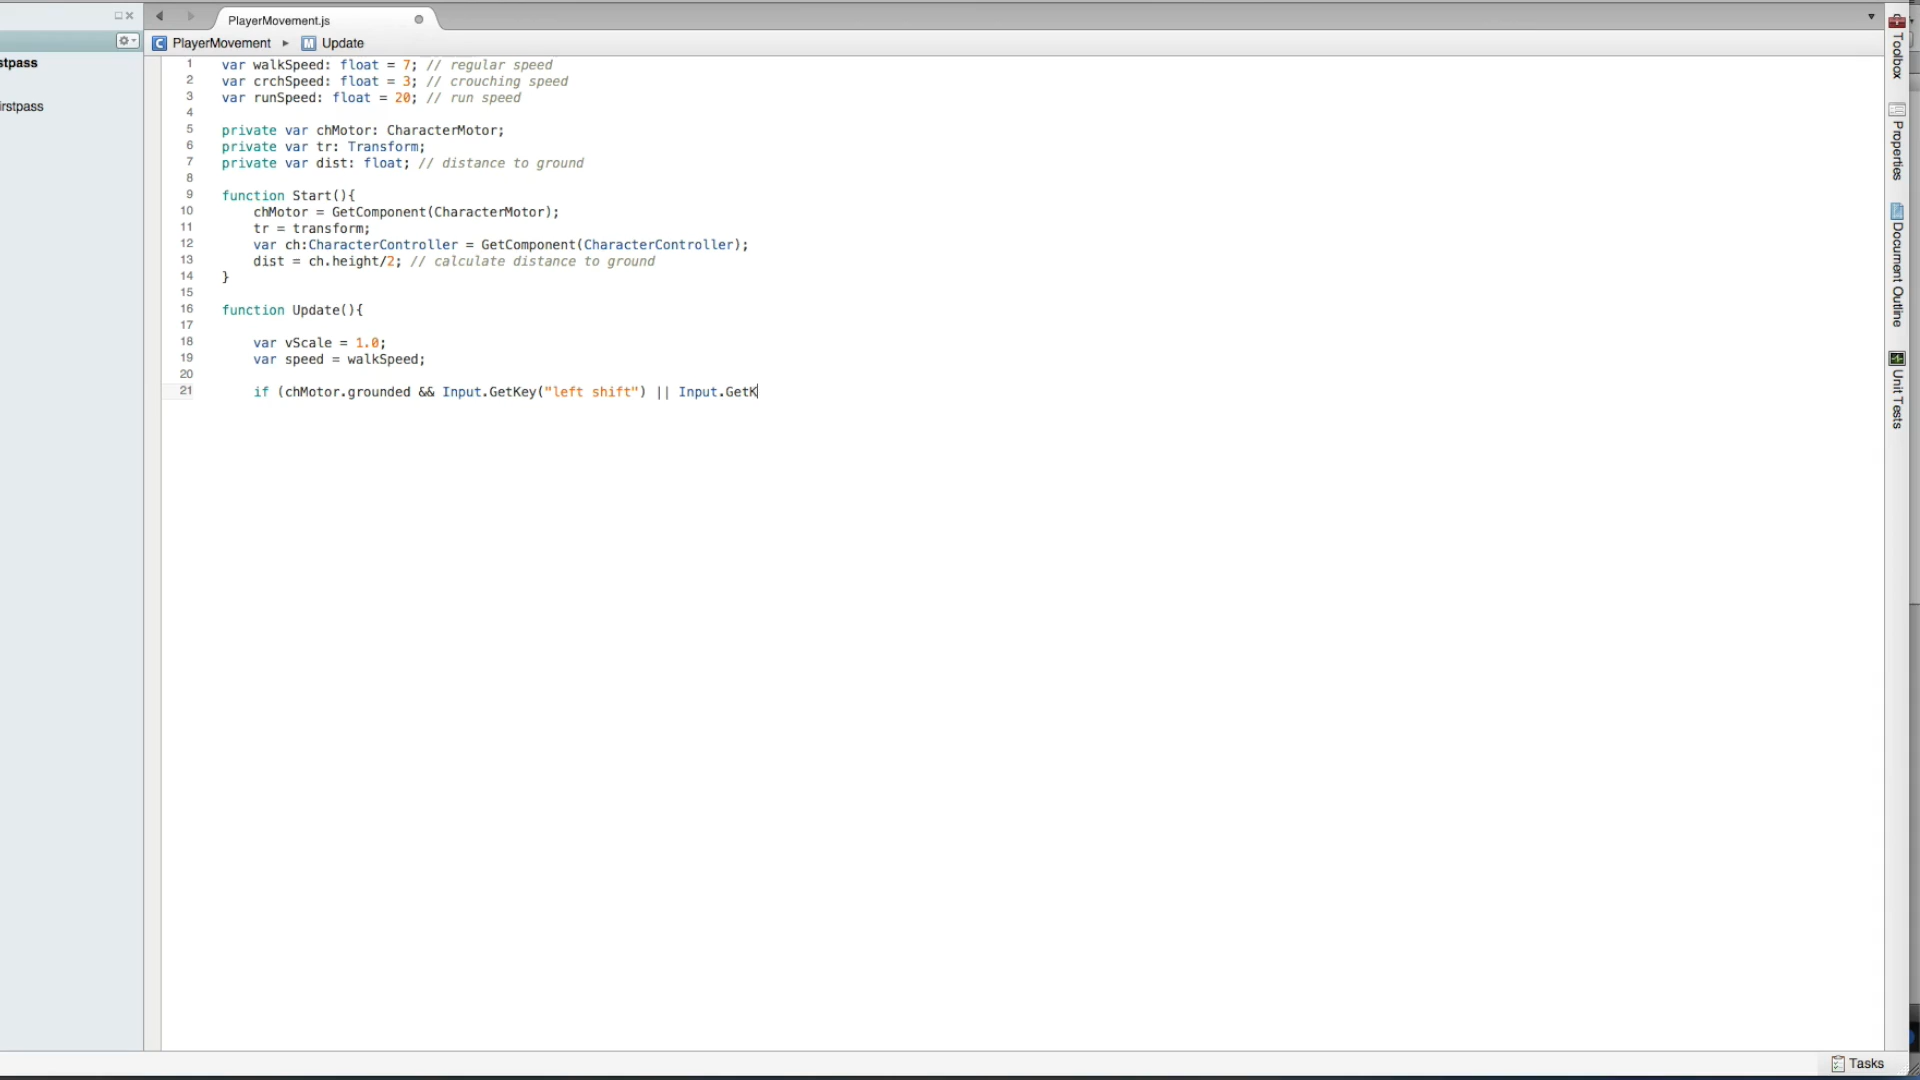 PlayerMovement.js
PlayerMovement ▸ Update
stpass
irstpass
1 var walkSpeed: float = 7; // regular speed
2 var crchSpeed: float = 3; // crouching speed
3 var runSpeed: float = 20; // run speed
4
5 private var chMotor: CharacterMotor;
6 private var tr: Transform;
7 private var dist: float; // distance to ground
8
9 function Start(){
10 chMotor = GetComponent(CharacterMotor);
11 tr = transform;
12 var ch:CharacterController = GetComponent(CharacterController);
13 dist = ch.height/2; // calculate distance to ground
14 }
15
16 function Update(){
17
18 var vScale = 1.0;
19 var speed = walkSpeed;
20
21 if (chMotor.grounded && Input.GetKey("left shift") || Input.GetK
Toolbox
Properties
Document Outline
Unit Tests
Tasks